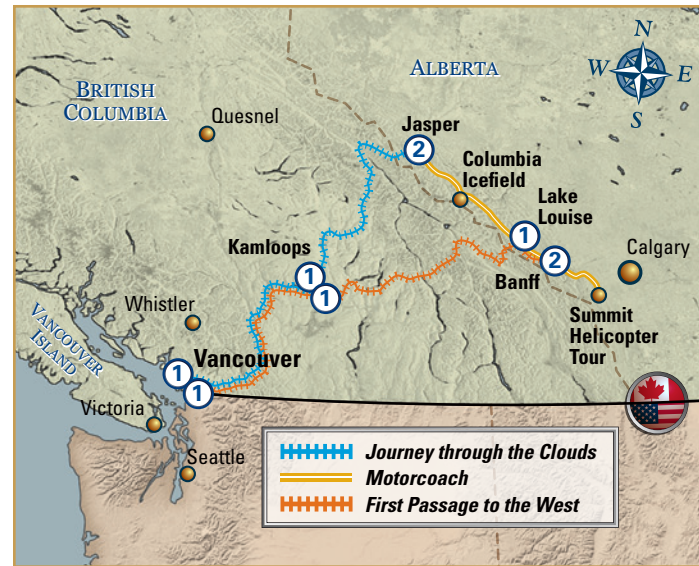 N
W
E
S
BRITISH
COLUMBIA
ALBERTA
Quesnel
Jasper
2
Columbia
Icefield
Lake
Louise
1
Kamloops
1
1
2
Banff
Calgary
Summit
Helicopter
Tour
Whistler
VANCOUVER
ISLAND
Vancouver
1
1
Victoria
Seattle
Journey through the Clouds
Motorcoach
First Passage to the West